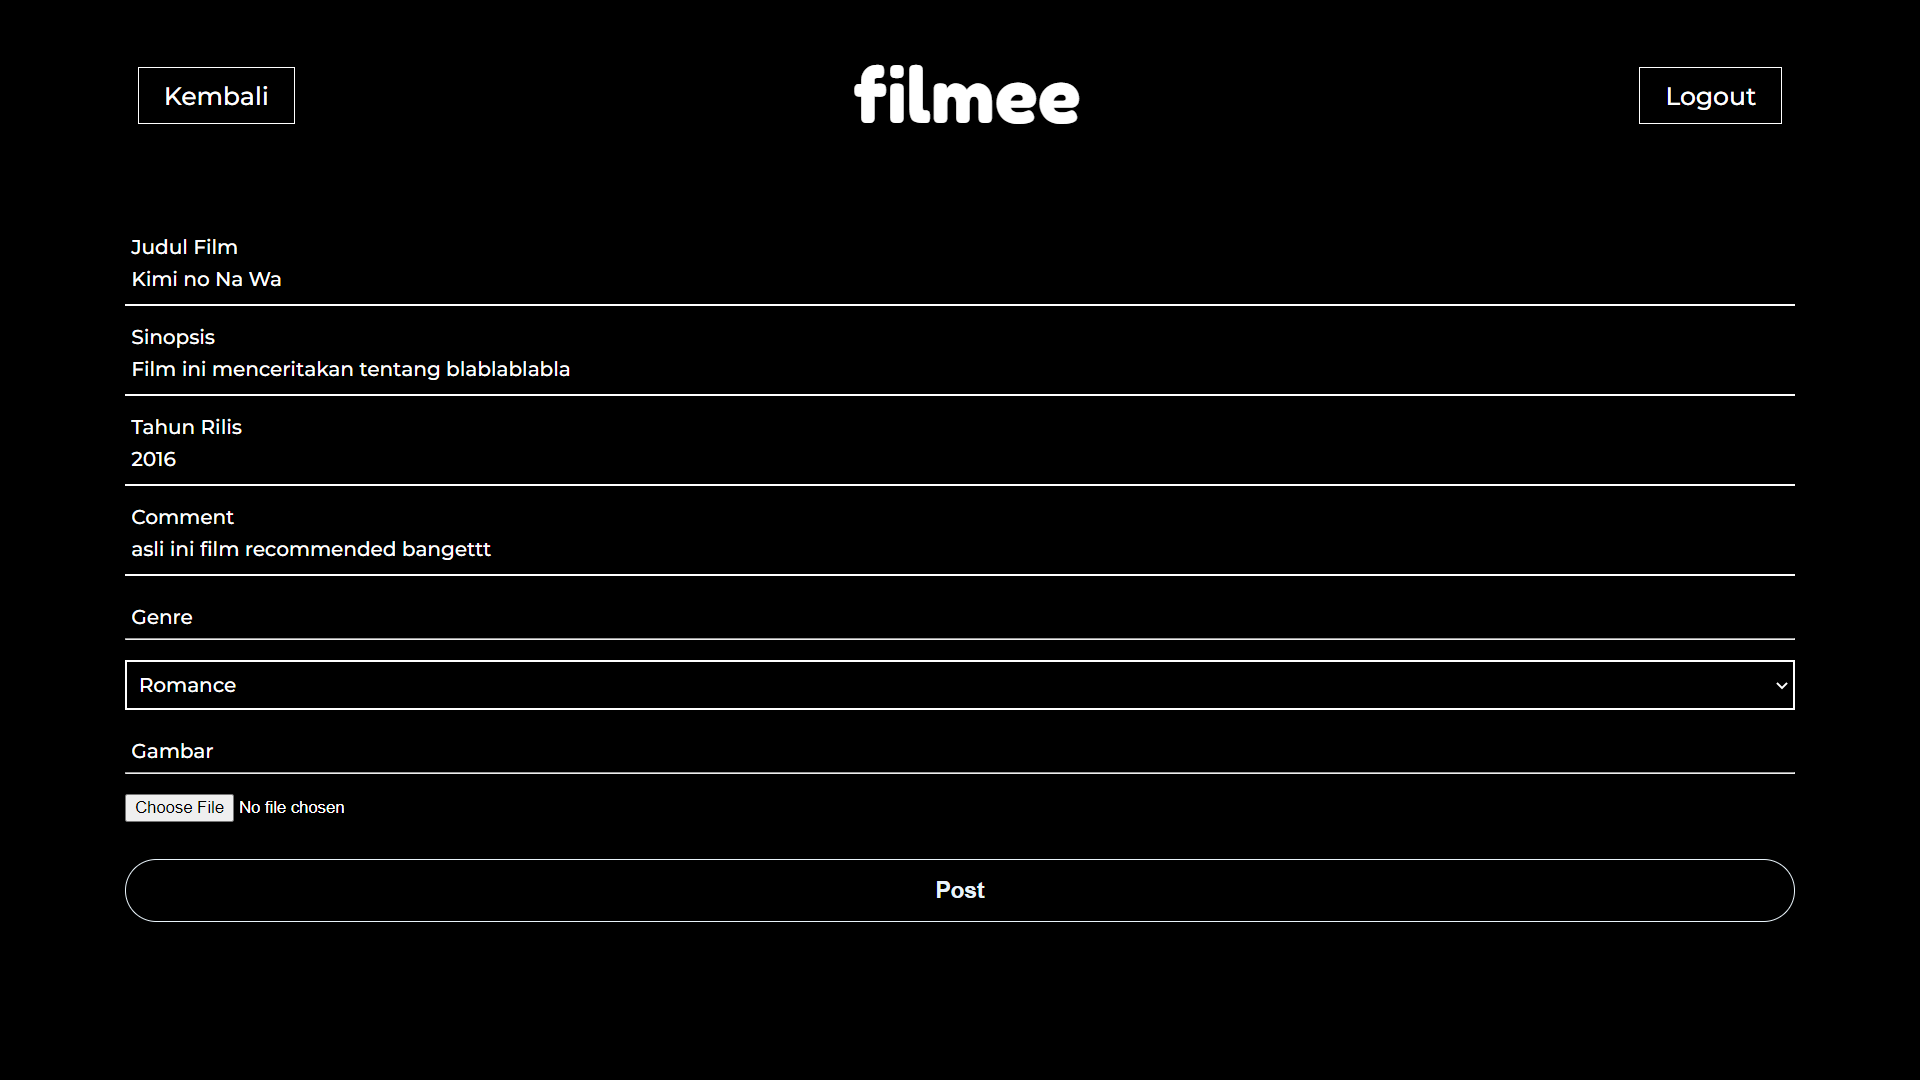 Kembali
filmee
Logout
Judul Film
Kimi no Na Wa
Sinopsis
Film ini menceritakan tentang blablablabla
Tahun Rilis
2016
Comment
asli ini film recommended bangettt
Genre
Romance
Gambar
Choose File No file chosen
Post